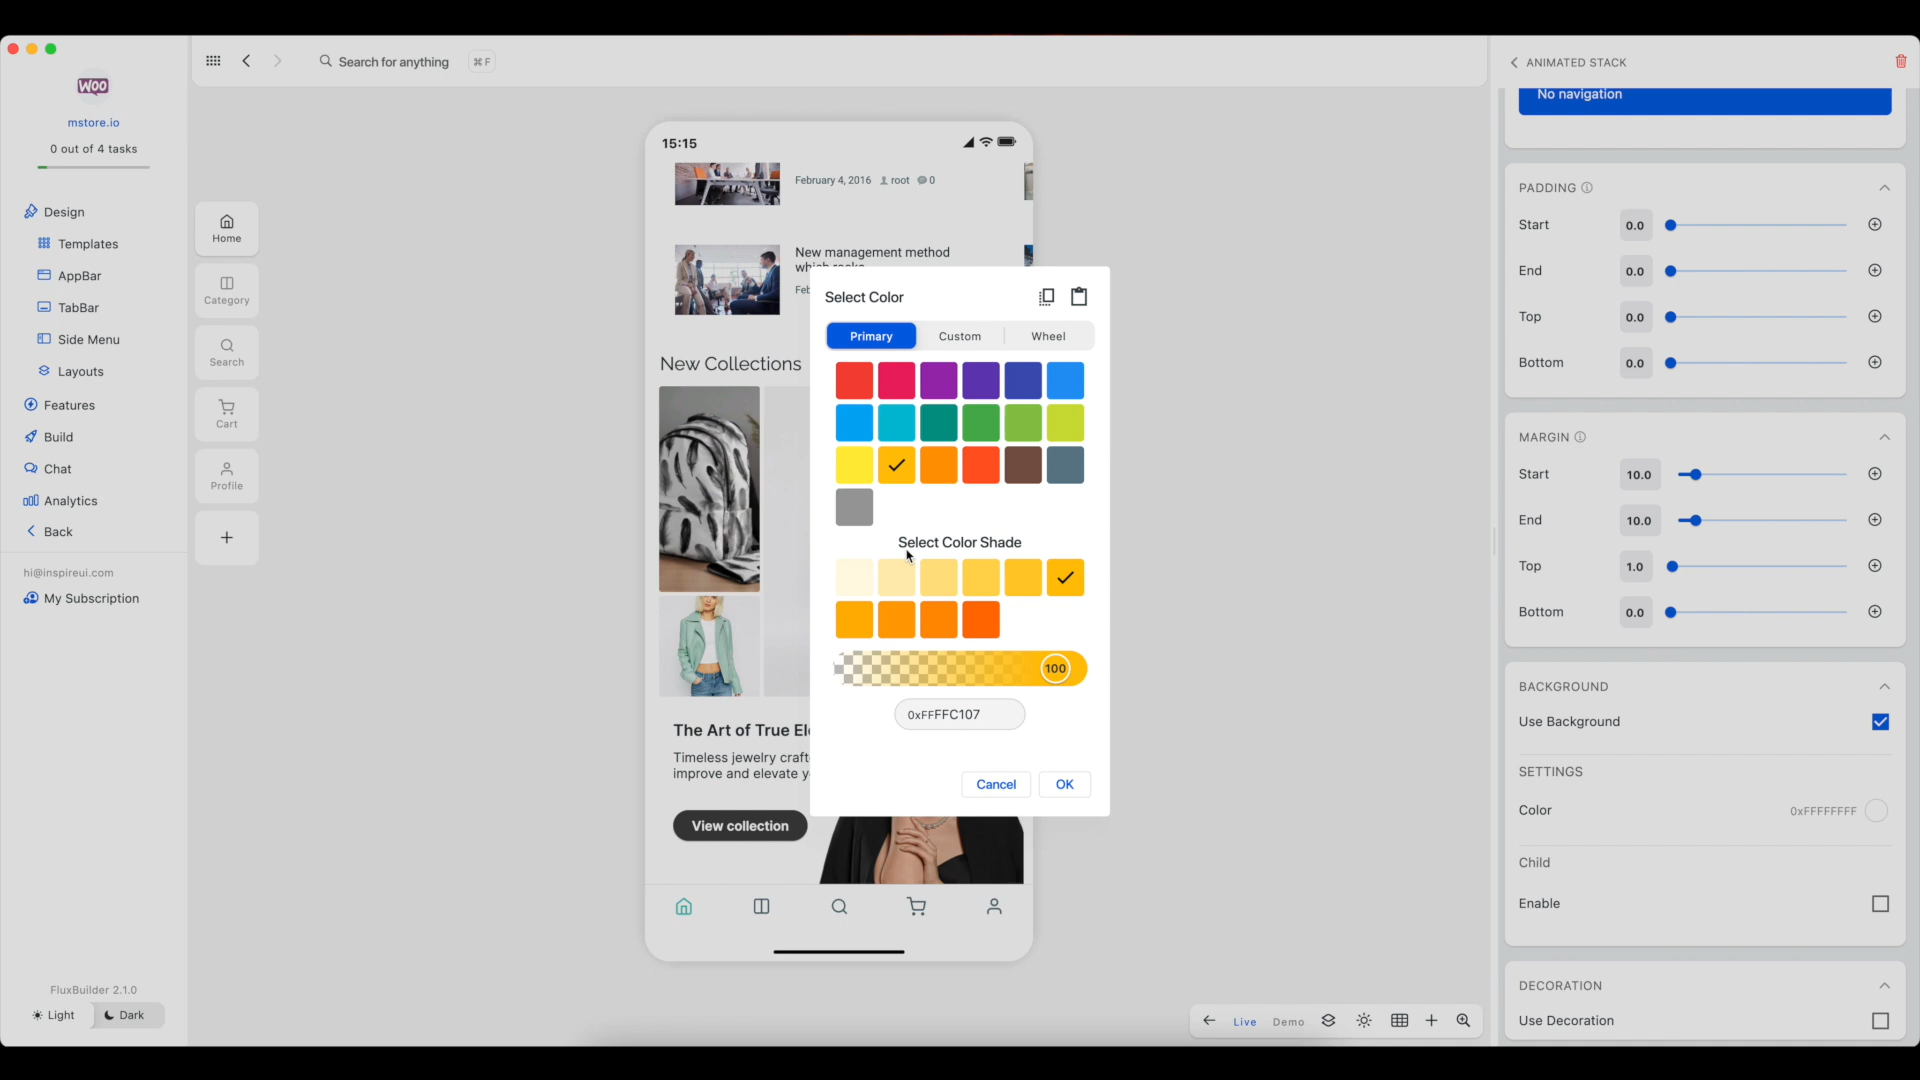 WOO
mstore.io
0 out of 4 tasks
Design
Templates
AppBar
TabBar
Side Menu
Layouts
Features
Build
Chat
Analytics
Back
hi@inspireui.com
My Subscription
FluxBuilder 2.1.0
Light
Dark
Search for anything
⌘ F
Home
Category
Search
Cart
Profile
15:15
February 4, 2016 root 0
New management method
which rocks
Feb
New Collections
The Art of True El
Timeless jewelry craft
improve and elevate y
View collection
Select Color
Primary
Custom
Wheel
Select Color Shade
100
0xFFFFC107
Cancel
OK
Live
Demo
ANIMATED STACK
No navigation
PADDING
Start 0.0
End 0.0
Top 0.0
Bottom 0.0
MARGIN
Start 10.0
End 10.0
Top 1.0
Bottom 0.0
BACKGROUND
Use Background
SETTINGS
Color 0xFFFFFFFF
Child
Enable
DECORATION
Use Decoration